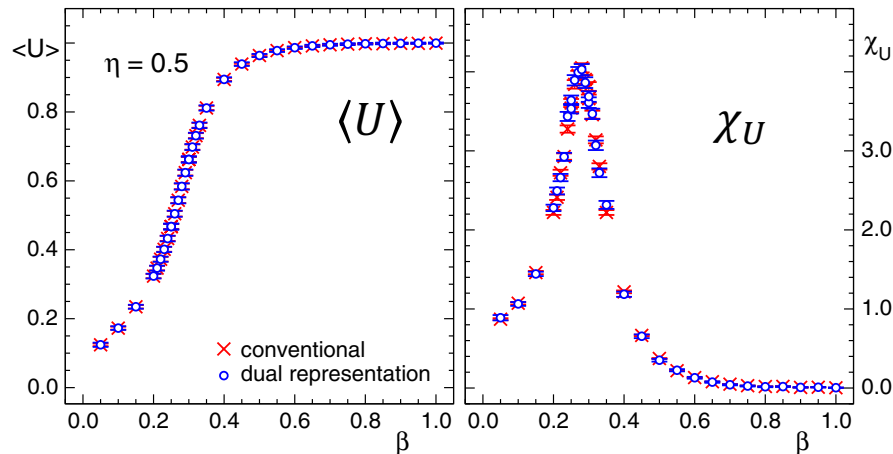 <U>
η = 0.5
⟨U⟩
0.8
0.6
0.4
0.2
0.0
× conventional
o dual representation
0.0 0.2 0.4 0.6 0.8 1.0
β
χU
χU
3.0
2.0
1.0
0.0
0.0 0.2 0.4 0.6 0.8 1.0
β